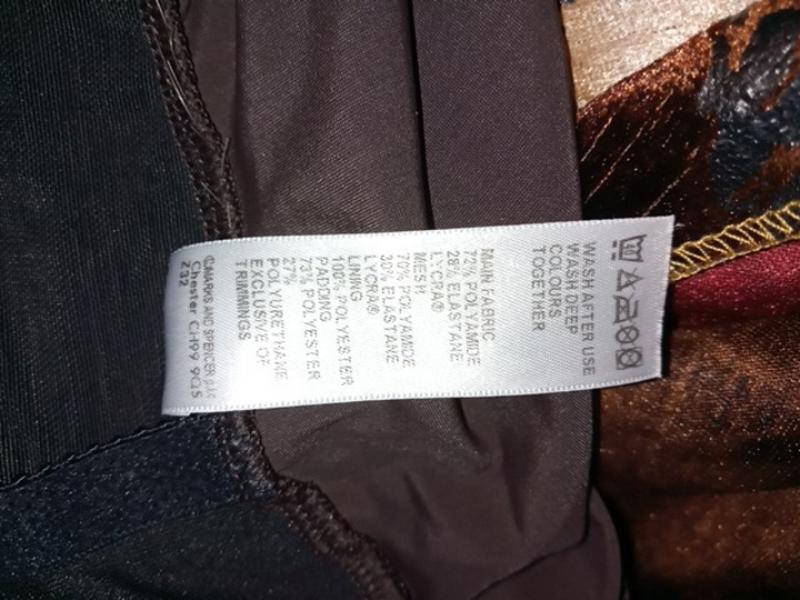 WASH AFTER USE
WASH DEEP
COLOURS
TOGETHER
MAIN FABRIC
72% POLYAMIDE
28% ELASTANE
LYCRA®
MESH
70% POLYAMIDE
30% ELASTANE
LYCRA®
LINING
100% POLYESTER
PADDING
73% POLYESTER
27%
POLYURETHANE
EXCLUSIVE OF
TRIMMINGS
©MARKS AND SPENCER p.l.c.
Chester CH99 9QS
Z32